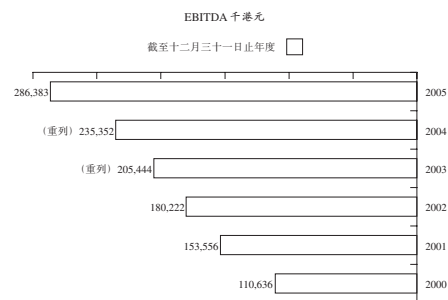 EBITDA 千港元
截至十二月三十一日止年度
286,383 2005
(重列) 235,352 2004
(重列) 205,444 2003
180,222 2002
153,556 2001
110,636 2000